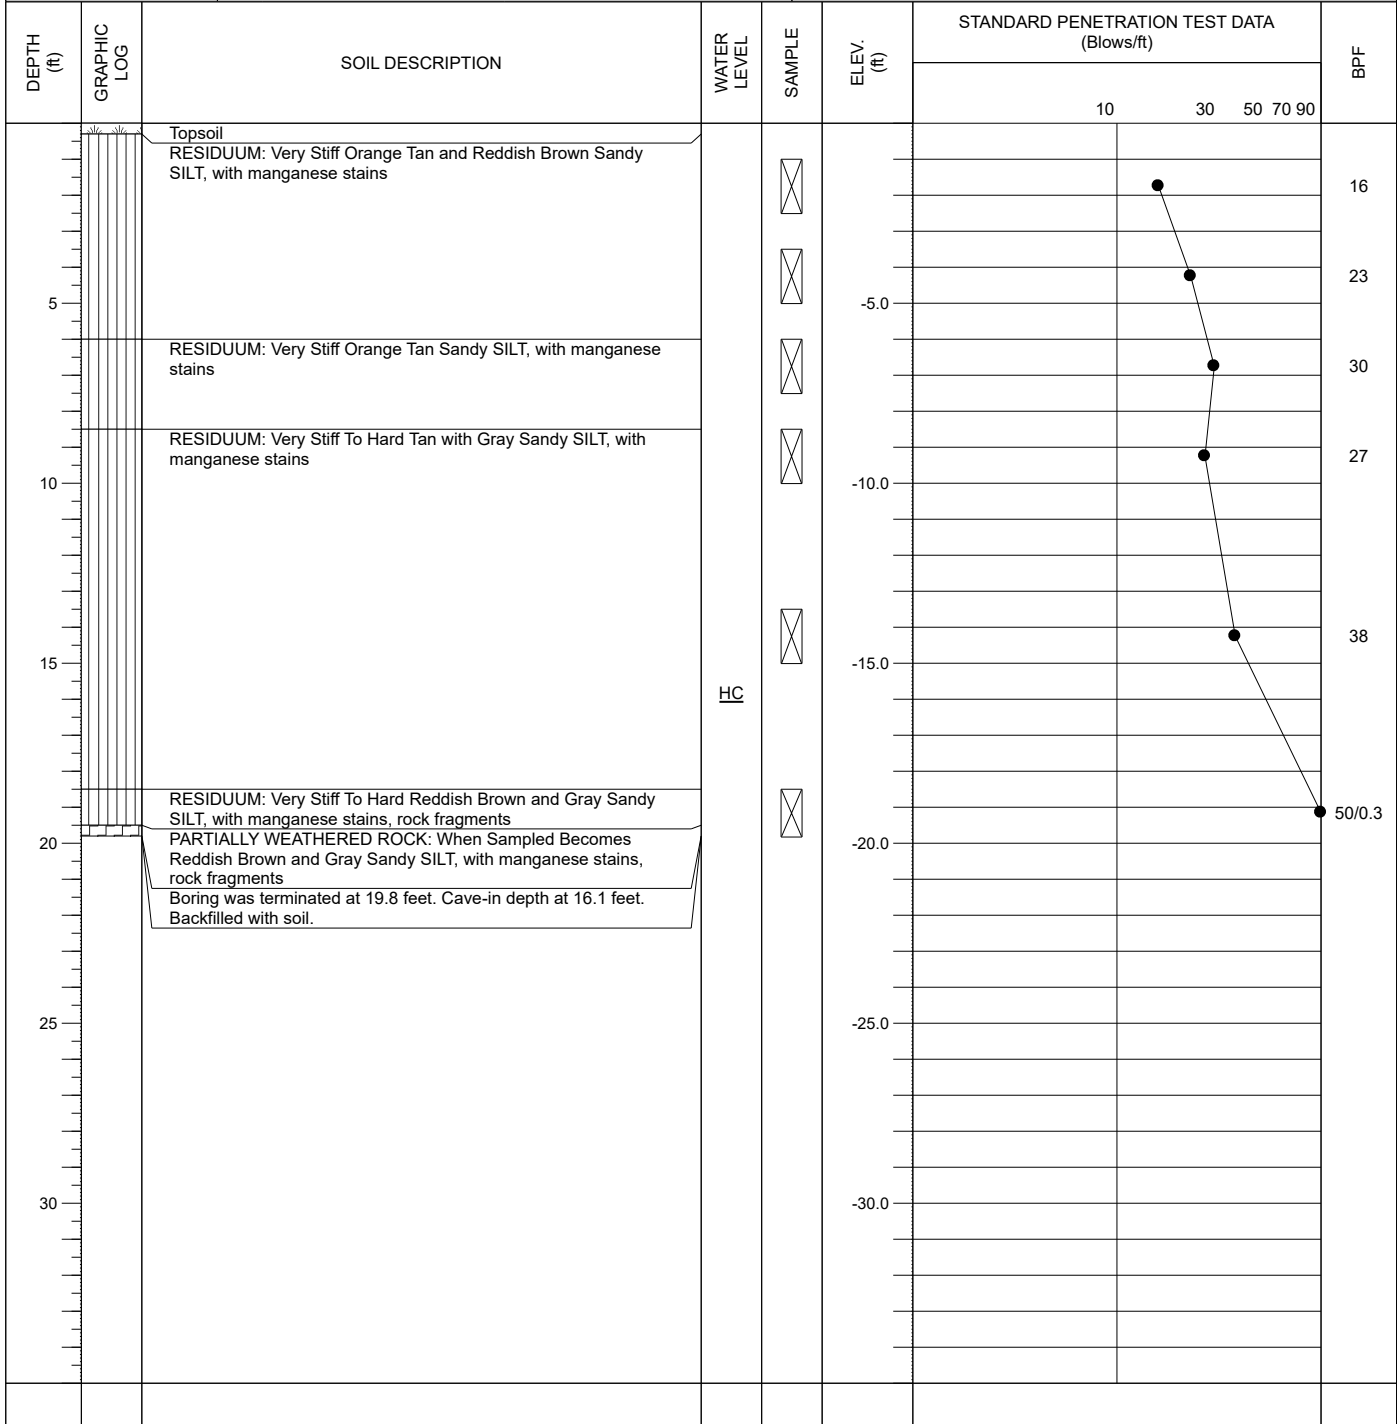 DEPTH
(ft)
GRAPHIC
LOG
SOIL DESCRIPTION
WATER
LEVEL
SAMPLE
ELEV.
(ft)
STANDARD PENETRATION TEST DATA
(Blows/ft)
BPF
10 30 50 70 90
Topsoil
RESIDUUM: Very Stiff Orange Tan and Reddish Brown Sandy
SILT, with manganese stains
16
23
5 -5.0
RESIDUUM: Very Stiff Orange Tan Sandy SILT, with manganese
stains
30
RESIDUUM: Very Stiff To Hard Tan with Gray Sandy SILT, with
manganese stains
27
10 -10.0
38
15 -15.0
HC
RESIDUUM: Very Stiff To Hard Reddish Brown and Gray Sandy
SILT, with manganese stains, rock fragments
50/0.3
PARTIALLY WEATHERED ROCK: When Sampled Becomes
20 -20.0
Reddish Brown and Gray Sandy SILT, with manganese stains,
rock fragments
Boring was terminated at 19.8 feet. Cave-in depth at 16.1 feet.
Backfilled with soil.
25 -25.0
30 -30.0